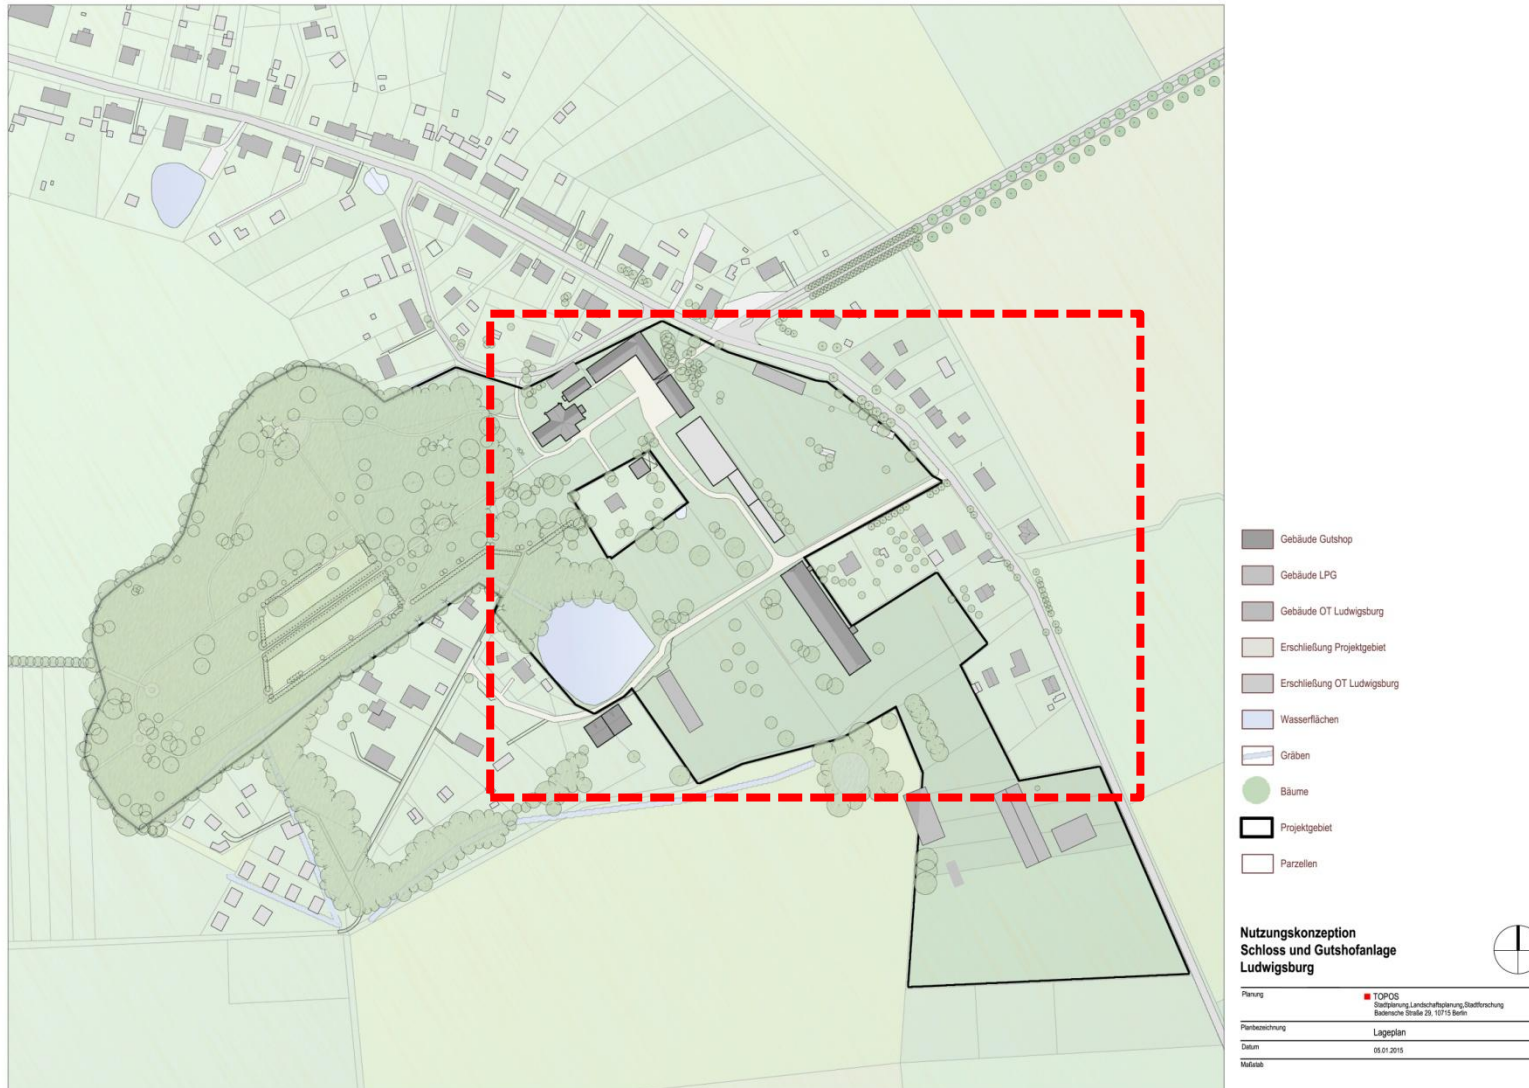 Gebäude Gutshop
Gebäude LPG
Gebäude OT Ludwigsburg
Erschließung Projektgebiet
Erschließung OT Ludwigsburg
Wasserflächen
Gräben
Bäume
Projektgebiet
Parzellen
Nutzungskonzeption
Schloss und Gutshofanlage
Ludwigsburg
Planung
TOPOS
Stadtplanung,Landschaftsplanung,Stadtforschung
Badensche Straße 29, 10715 Berlin
Planbezeichnung
Lageplan
Datum
05.01.2015
Maßstab